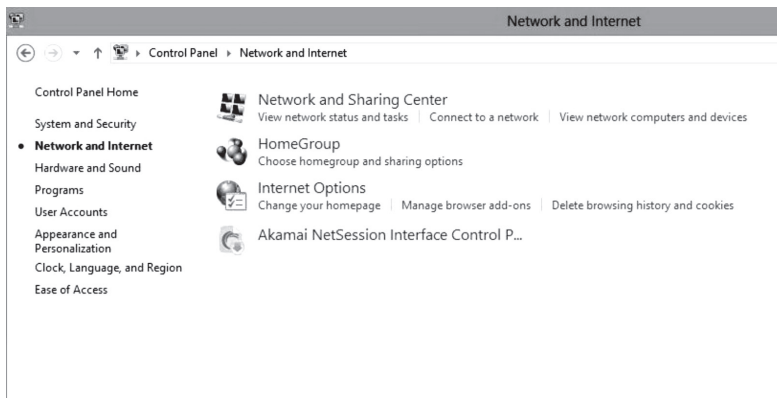 Network and Internet
Control Panel Network and Internet
Control Panel Home
System and Security
Network and Internet
Hardware and Sound
Programs
User Accounts
Appearance and
Personalization
Clock, Language, and Region
Ease of Access
Network and Sharing Center
View network status and tasks Connect to a network View network computers and devices
HomeGroup
Choose homegroup and sharing options
Internet Options
Change your homepage Manage browser add-ons Delete browsing history and cookies
Akamai NetSession Interface Control P...